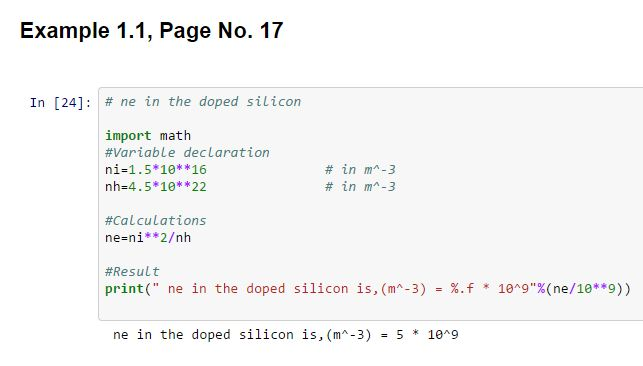 Example 1.1, Page No. 17
In [24]: # ne in the doped silicon
import math
#Variable declaration
ni=1.5*10**16 # in m^-3
nh=4.5*10**22 # in m^-3
#Calculations
ne=ni**2/nh
#Result
print(" ne in the doped silicon is,(m^-3) = %.f * 10^9"%(ne/10**9))
ne in the doped silicon is,(m^-3) = 5 * 10^9